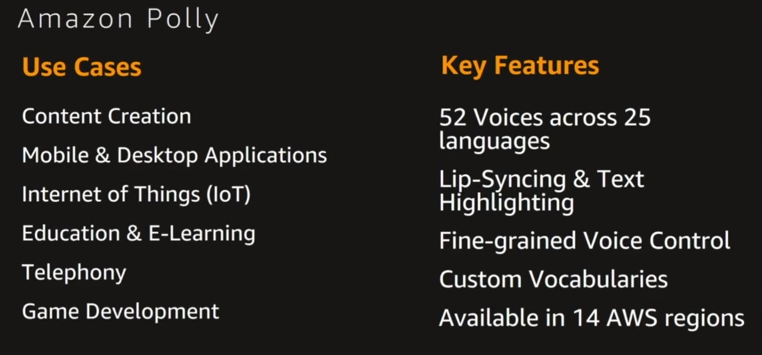 Amazon Polly
Use Cases
Content Creation
Mobile & Desktop Applications
Internet of Things (IoT)
Education & E-Learning
Telephony
Game Development
Key Features
52 Voices across 25
languages
Lip-Syncing & Text
Highlighting
Fine-grained Voice Control
Custom Vocabularies
Available in 14 AWS regions